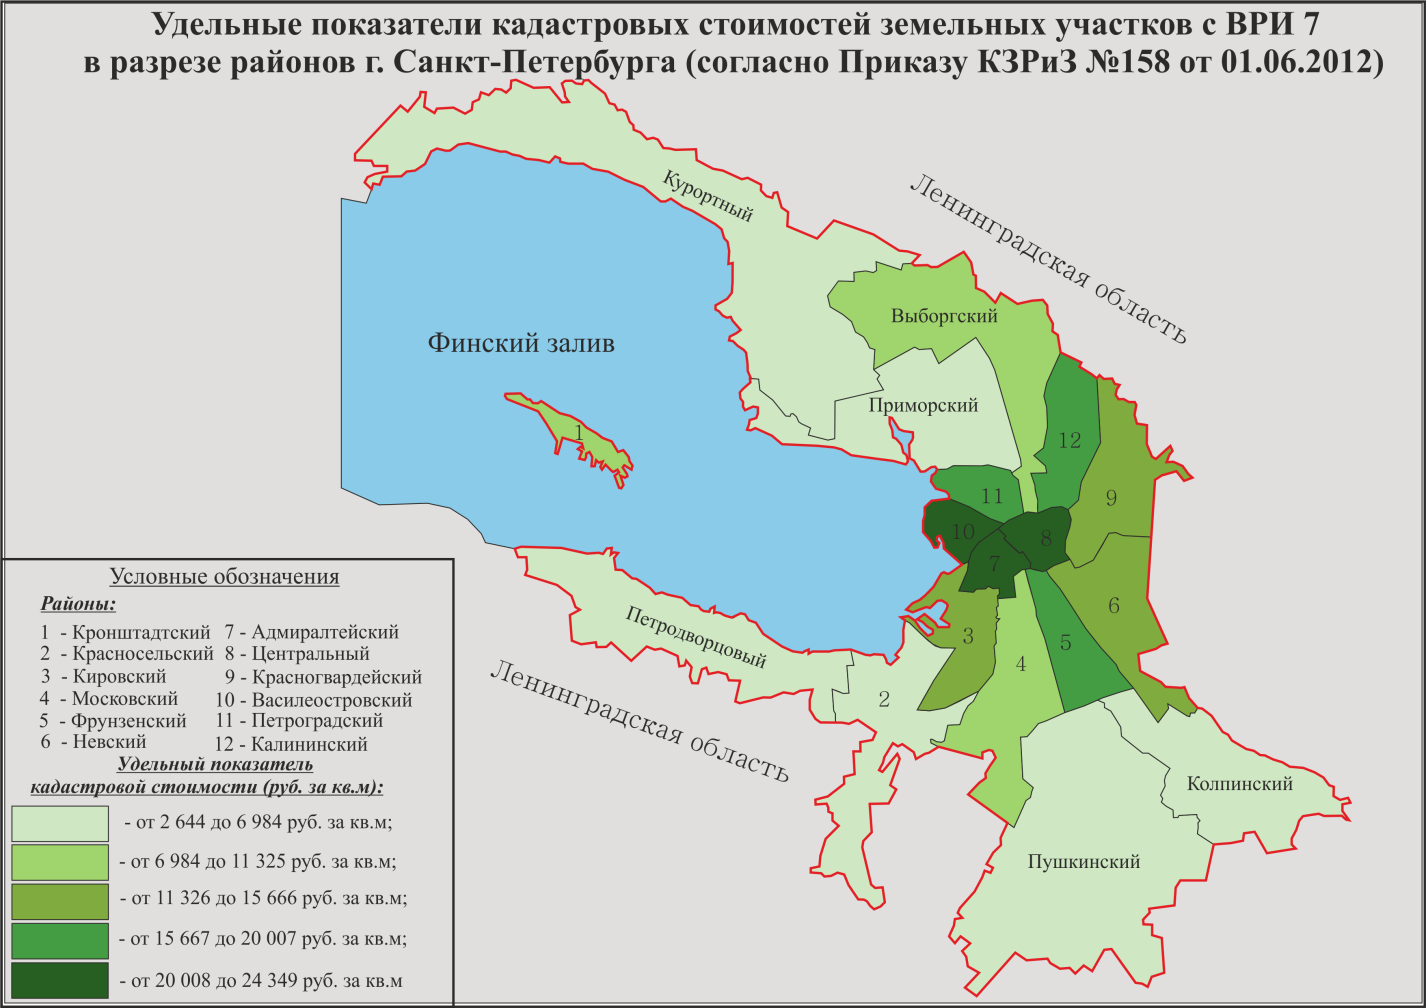 Удельные показатели кадастровых стоимостей земельных участков с ВРИ 7
в разрезе районов г. Санкт-Петербурга (согласно Приказу КЗРиЗ №158 от 01.06.2012)
Курортный
Ленинградская область
Выборгский
Финский залив
Приморский
1
12
11
9
10
8
7
6
3
5
4
2
Петродворцовый
Ленинградская область
Колпинский
Пушкинский
Условные обозначения
Районы:
1 - Кронштадтский 7 - Адмиралтейский
2 - Красносельский 8 - Центральный
3 - Кировский 9 - Красногвардейский
4 - Московский 10 - Василеостровский
5 - Фрунзенский 11 - Петроградский
6 - Невский 12 - Калининский
Удельный показатель
кадастровой стоимости (руб. за кв.м):
- от 2 644 до 6 984 руб. за кв.м;
- от 6 984 до 11 325 руб. за кв.м;
- от 11 326 до 15 666 руб. за кв.м;
- от 15 667 до 20 007 руб. за кв.м;
- от 20 008 до 24 349 руб. за кв.м